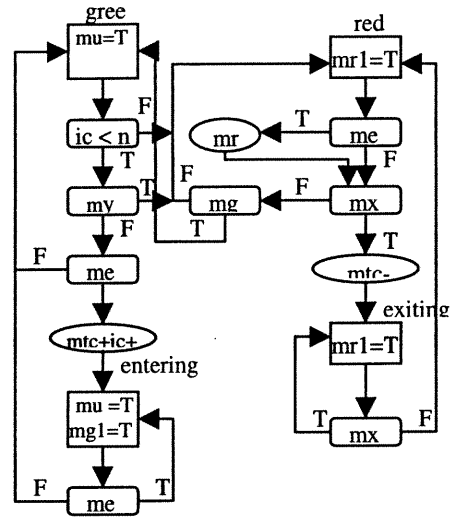 gree
mu=T
F
ic < n
T
my
T
F
F
me
mtc+ic+
entering
mu =T
mg1=T
F
me
T
red
mr1=T
T
me
mr
F
F
mg
F
mx
T
T
mtc-
exiting
mr1=T
T
mx
F